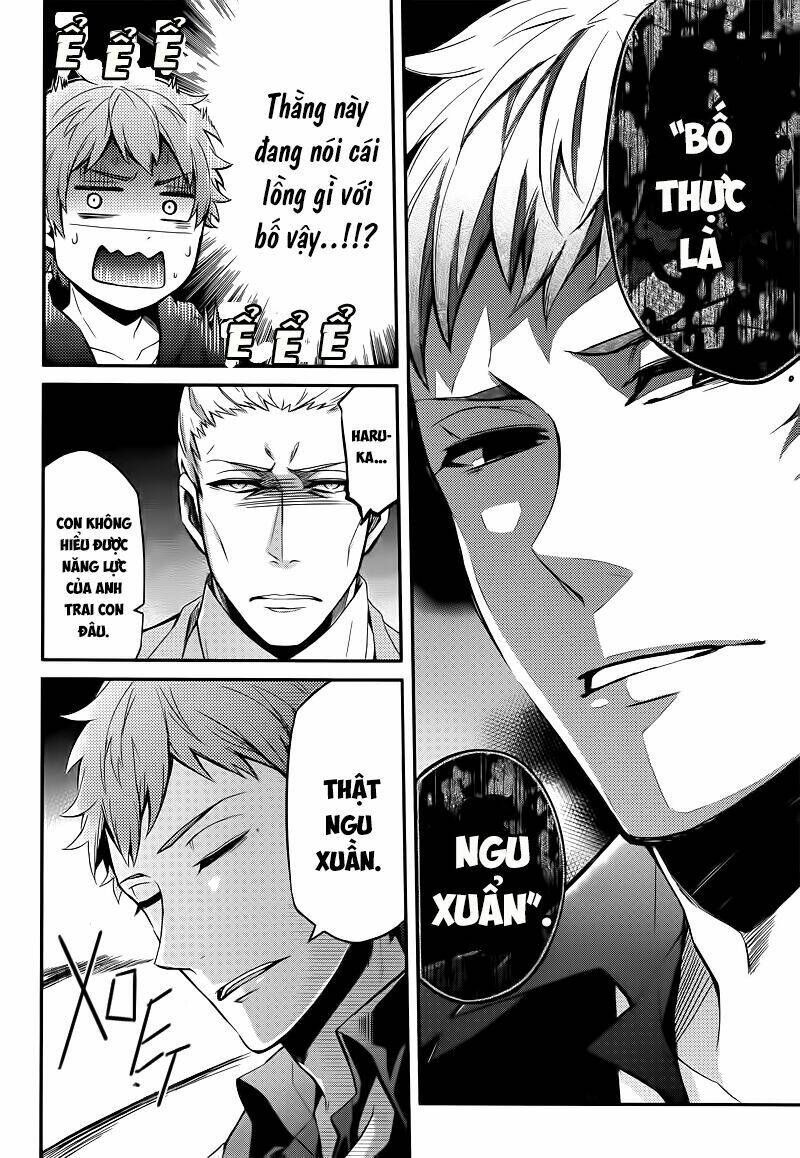 "BỐ
THỰC
LÀ
NGU
XUẨN".
Ể Ể Ệ
Thằng này
đang nói cái
lồng gì với
bố vậy..!!!?
Ể Ể Ể
HARU-
KA...
CON KHÔNG
HIỂU ĐƯỢC
NĂNG LỰC
CỦA ANH
TRAI CON
ĐÂU.
THẬT
NGU
XUẨN.
XOẸT